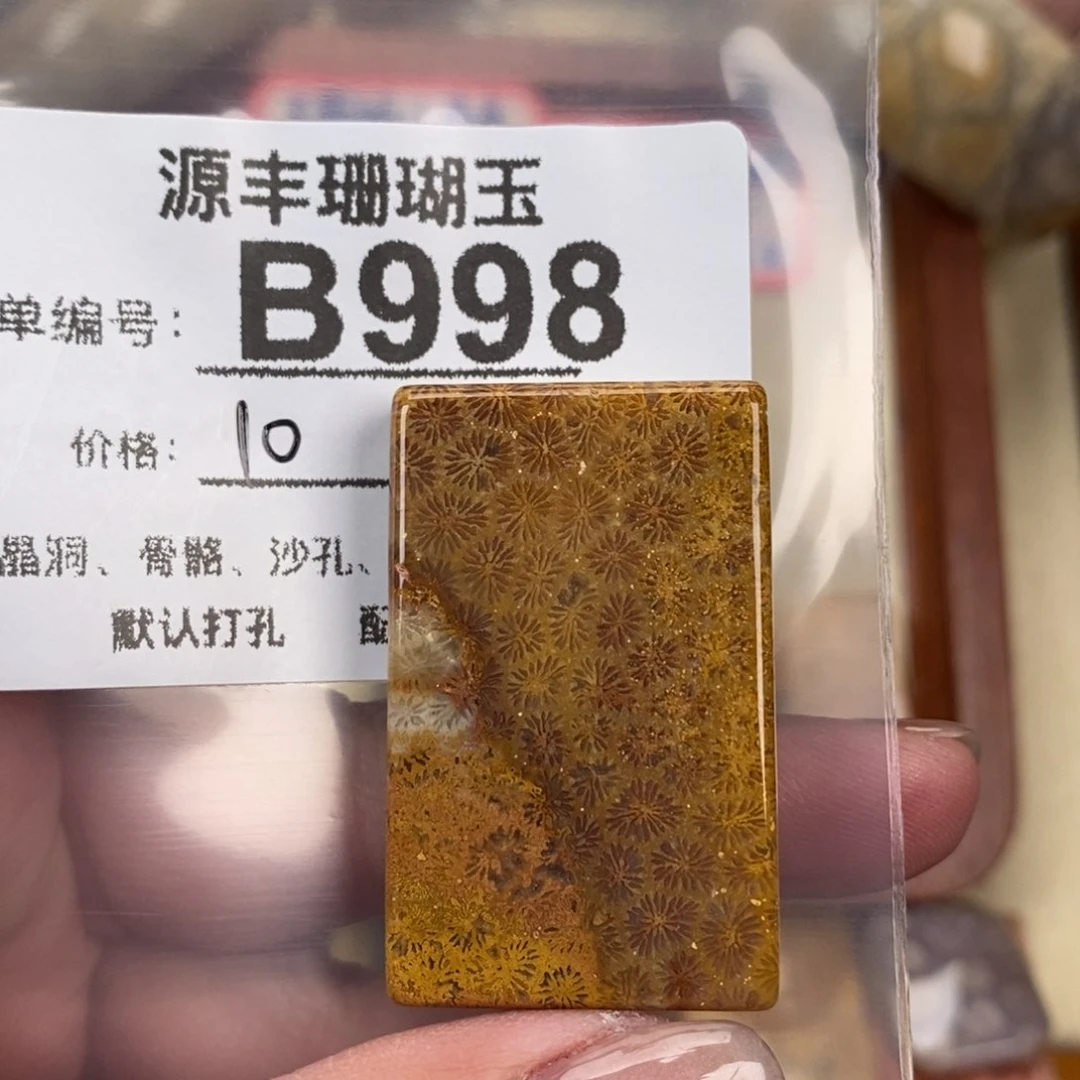 源丰珊瑚玉
单编号: B998
价格: 10
晶洞、骨骼、沙孔、
默认打孔 配